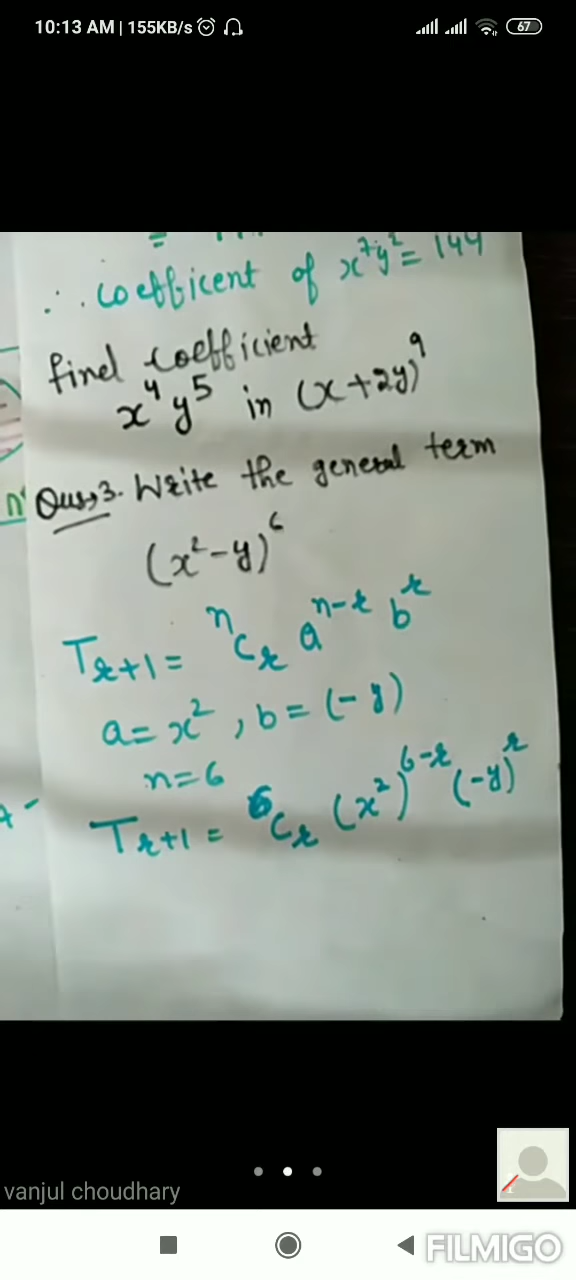 10:13 AM | 155KB/s 67
∴ coefficent of x⁷y² = 144
find coefficient
x⁴y⁵ in (x+2y)⁹
Ques 3. Write the general term
(x²-y)⁶
Tr+1 = ⁿCr aⁿ⁻ʳ bʳ
a = x², b = (-y)
n=6
Tr+1 = ⁶Cr (x²)⁶⁻ʳ (-y)ʳ
vanjul choudhary
FILMIGO